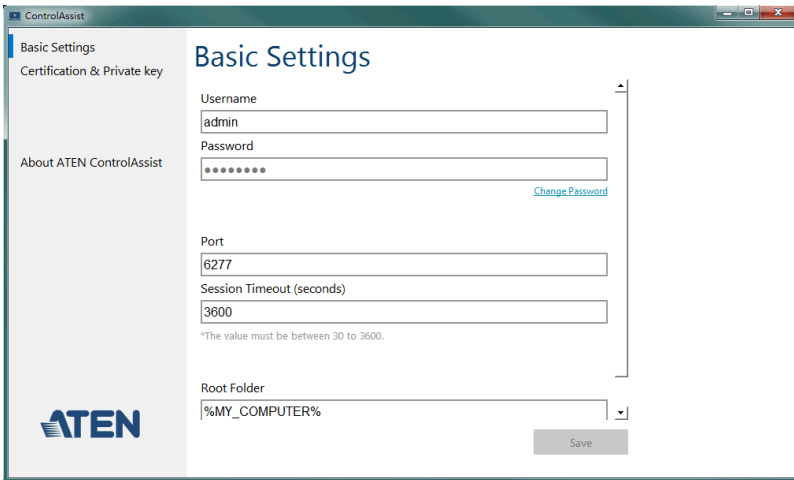 ControlAssist
Basic Settings
Certification & Private key
About ATEN ControlAssist
ATEN
Basic Settings
Username
admin
Password
••••••••
Change Password
Port
6277
Session Timeout (seconds)
3600
*The value must be between 30 to 3600.
Root Folder
%MY_COMPUTER%
Save